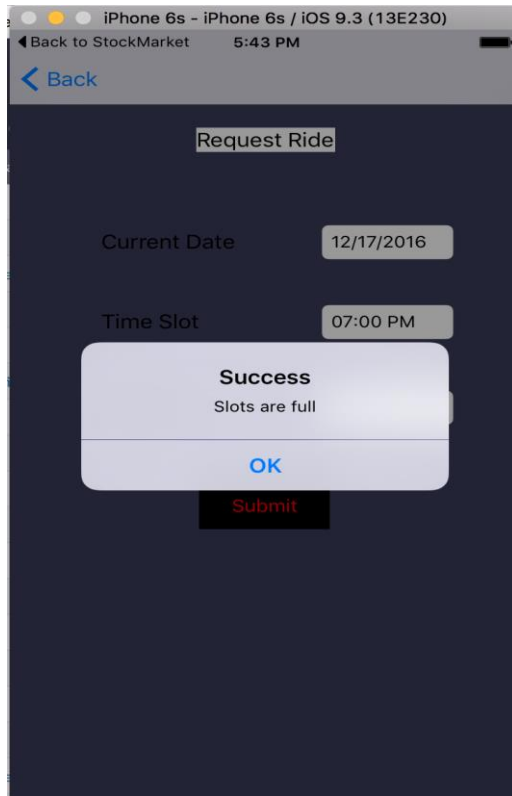 iPhone 6s - iPhone 6s / iOS 9.3 (13E230)
Back to StockMarket 5:43 PM
Back
Request Ride
Current Date 12/17/2016
Time Slot 07:00 PM
Success
Slots are full
OK
Submit